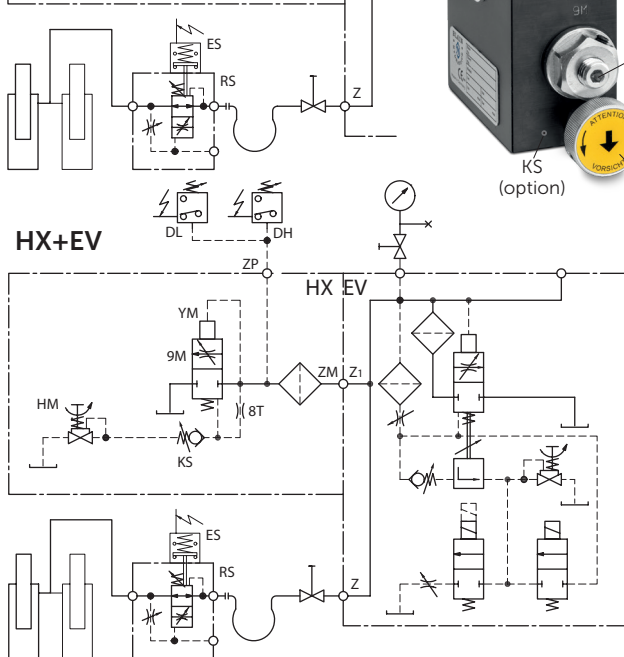 ES
RS
Z
9M
ATTENTION
VORSICHT
KS
(option)
DL
DH
HX+EV
ZP
HX EV
YM
9M
ZM
Z1
HM
8T
KS
ES
RS
Z